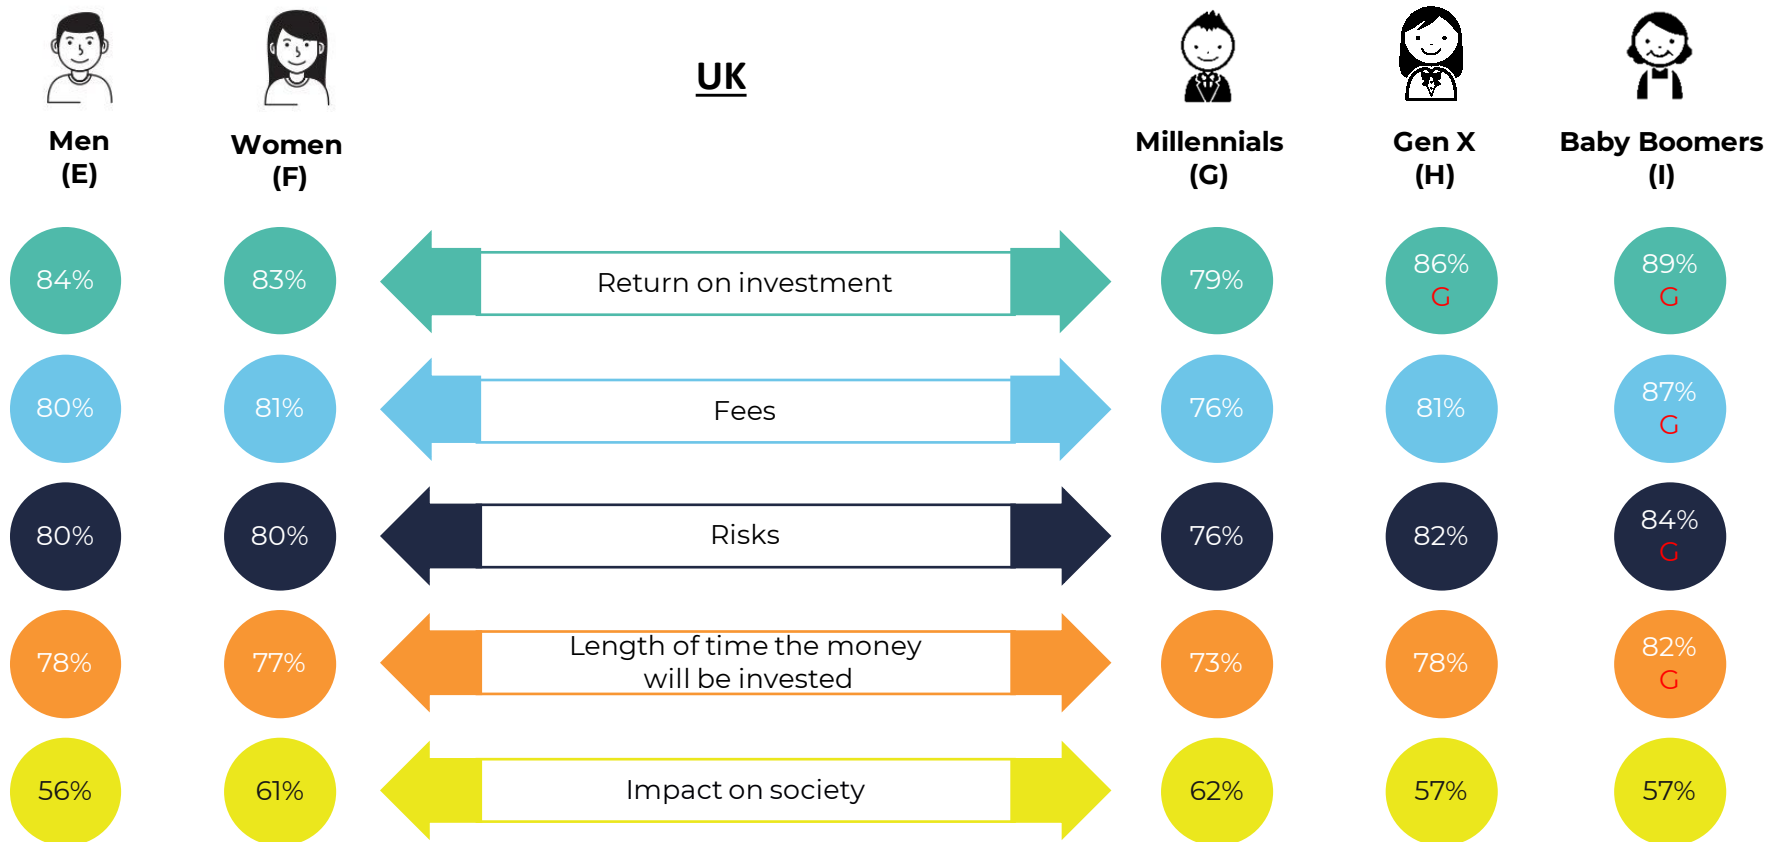 UK
Men
(E)
Women
(F)
Millennials
(G)
Gen X
(H)
Baby Boomers
(I)
84%
83%
Return on investment
79%
86%
G
89%
G
80%
81%
Fees
76%
81%
87%
G
80%
80%
Risks
76%
82%
84%
G
78%
77%
Length of time the money
will be invested
73%
78%
82%
G
56%
61%
Impact on society
62%
57%
57%